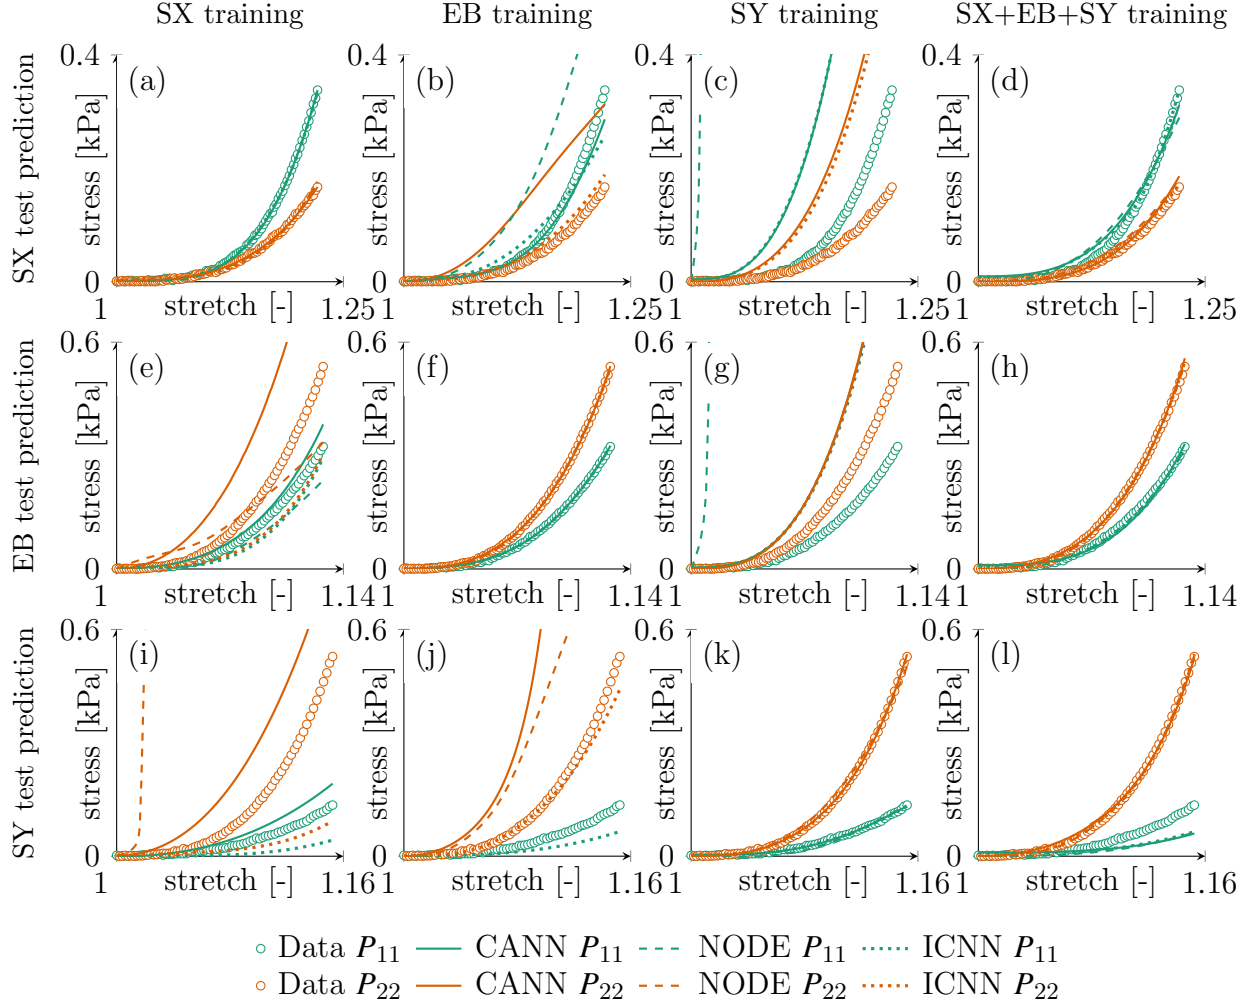 SX training EB training SY training SX+EB+SY training
SX test prediction
0.4 (a) stress [kPa] 0 1 stretch [-] 1.25
(b) stress [kPa] 0 1 stretch [-] 1.25
0.4 (c) stress [kPa] 0 1 stretch [-] 1.25
0.4 (d) stress [kPa] 0 1 stretch [-] 1.25
EB test prediction
0.6 (e) stress [kPa] 0 1 stretch [-] 1.14
(f) stress [kPa] 0 1 stretch [-] 1.14
0.6 (g) stress [kPa] 0 1 stretch [-] 1.14
0.6 (h) stress [kPa] 0 1 stretch [-] 1.14
SY test prediction
0.6 (i) stress [kPa] 0 1 stretch [-] 1.16
(j) stress [kPa] 0 1 stretch [-] 1.16
0.6 (k) stress [kPa] 0 1 stretch [-] 1.16
0.6 (l) stress [kPa] 0 1 stretch [-] 1.16
Data P₁₁ CANN P₁₁ NODE P₁₁ ICNN P₁₁
Data P₂₂ CANN P₂₂ NODE P₂₂ ICNN P₂₂